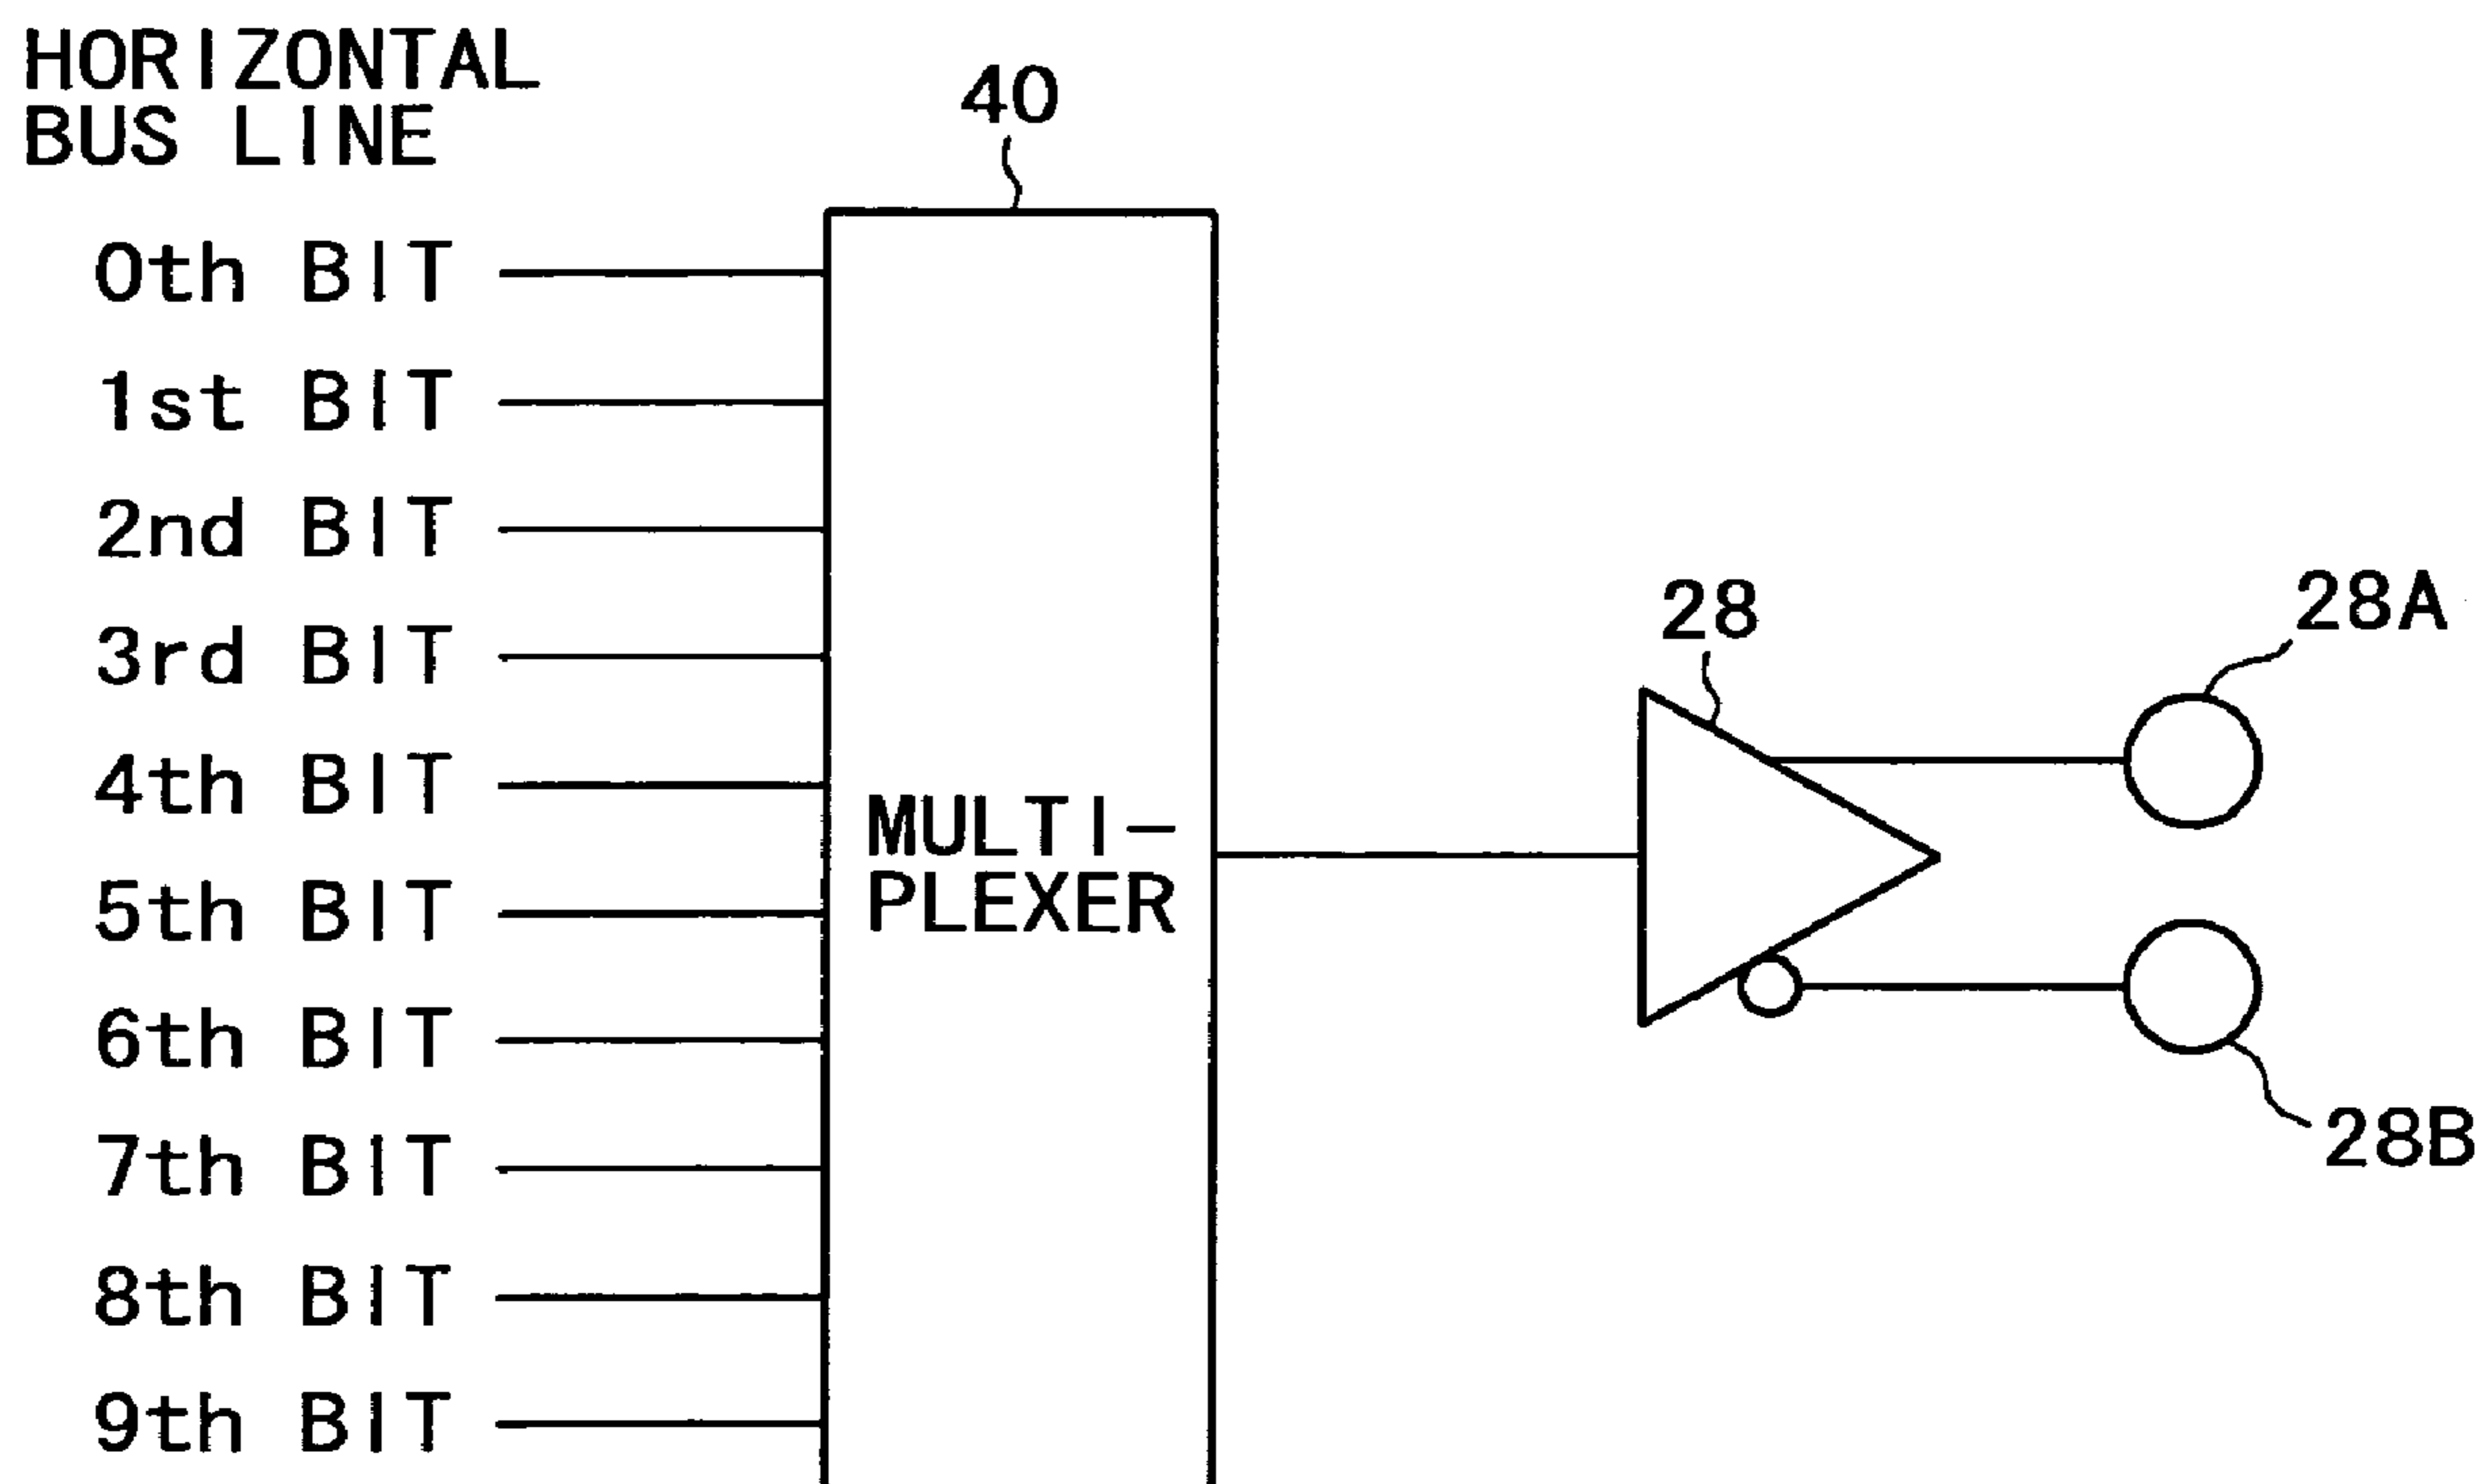 HORIZONTAL
BUS LINE
40
0th BIT
1st BIT
2nd BIT
3rd BIT
4th BIT
5th BIT
6th BIT
7th BIT
8th BIT
9th BIT
MULTI-
PLEXER
28
28A
28B